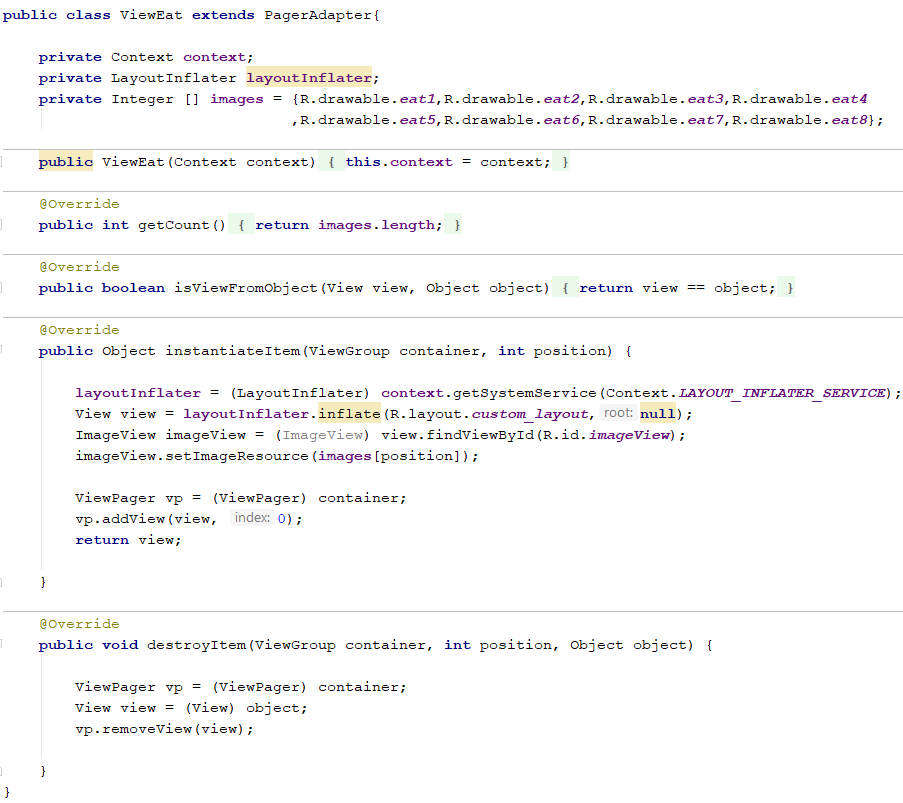 public class ViewEat extends PagerAdapter{
private Context context;
private LayoutInflater layoutInflater;
private Integer [] images = {R.drawable.eat1,R.drawable.eat2,R.drawable.eat3,R.drawable.eat4
,R.drawable.eat5,R.drawable.eat6,R.drawable.eat7,R.drawable.eat8};
public ViewEat(Context context) { this.context = context; }
@Override
public int getCount() { return images.length; }
@Override
public boolean isViewFromObject(View view, Object object) { return view == object; }
@Override
public Object instantiateItem(ViewGroup container, int position) {
layoutInflater = (LayoutInflater) context.getSystemService(Context.LAYOUT_INFLATER_SERVICE);
View view = layoutInflater.inflate(R.layout.custom_layout, root: null);
ImageView imageView = (ImageView) view.findViewById(R.id.imageView);
imageView.setImageResource(images[position]);
ViewPager vp = (ViewPager) container;
vp.addView(view, index: 0);
return view;
}
@Override
public void destroyItem(ViewGroup container, int position, Object object) {
ViewPager vp = (ViewPager) container;
View view = (View) object;
vp.removeView(view);
}
}